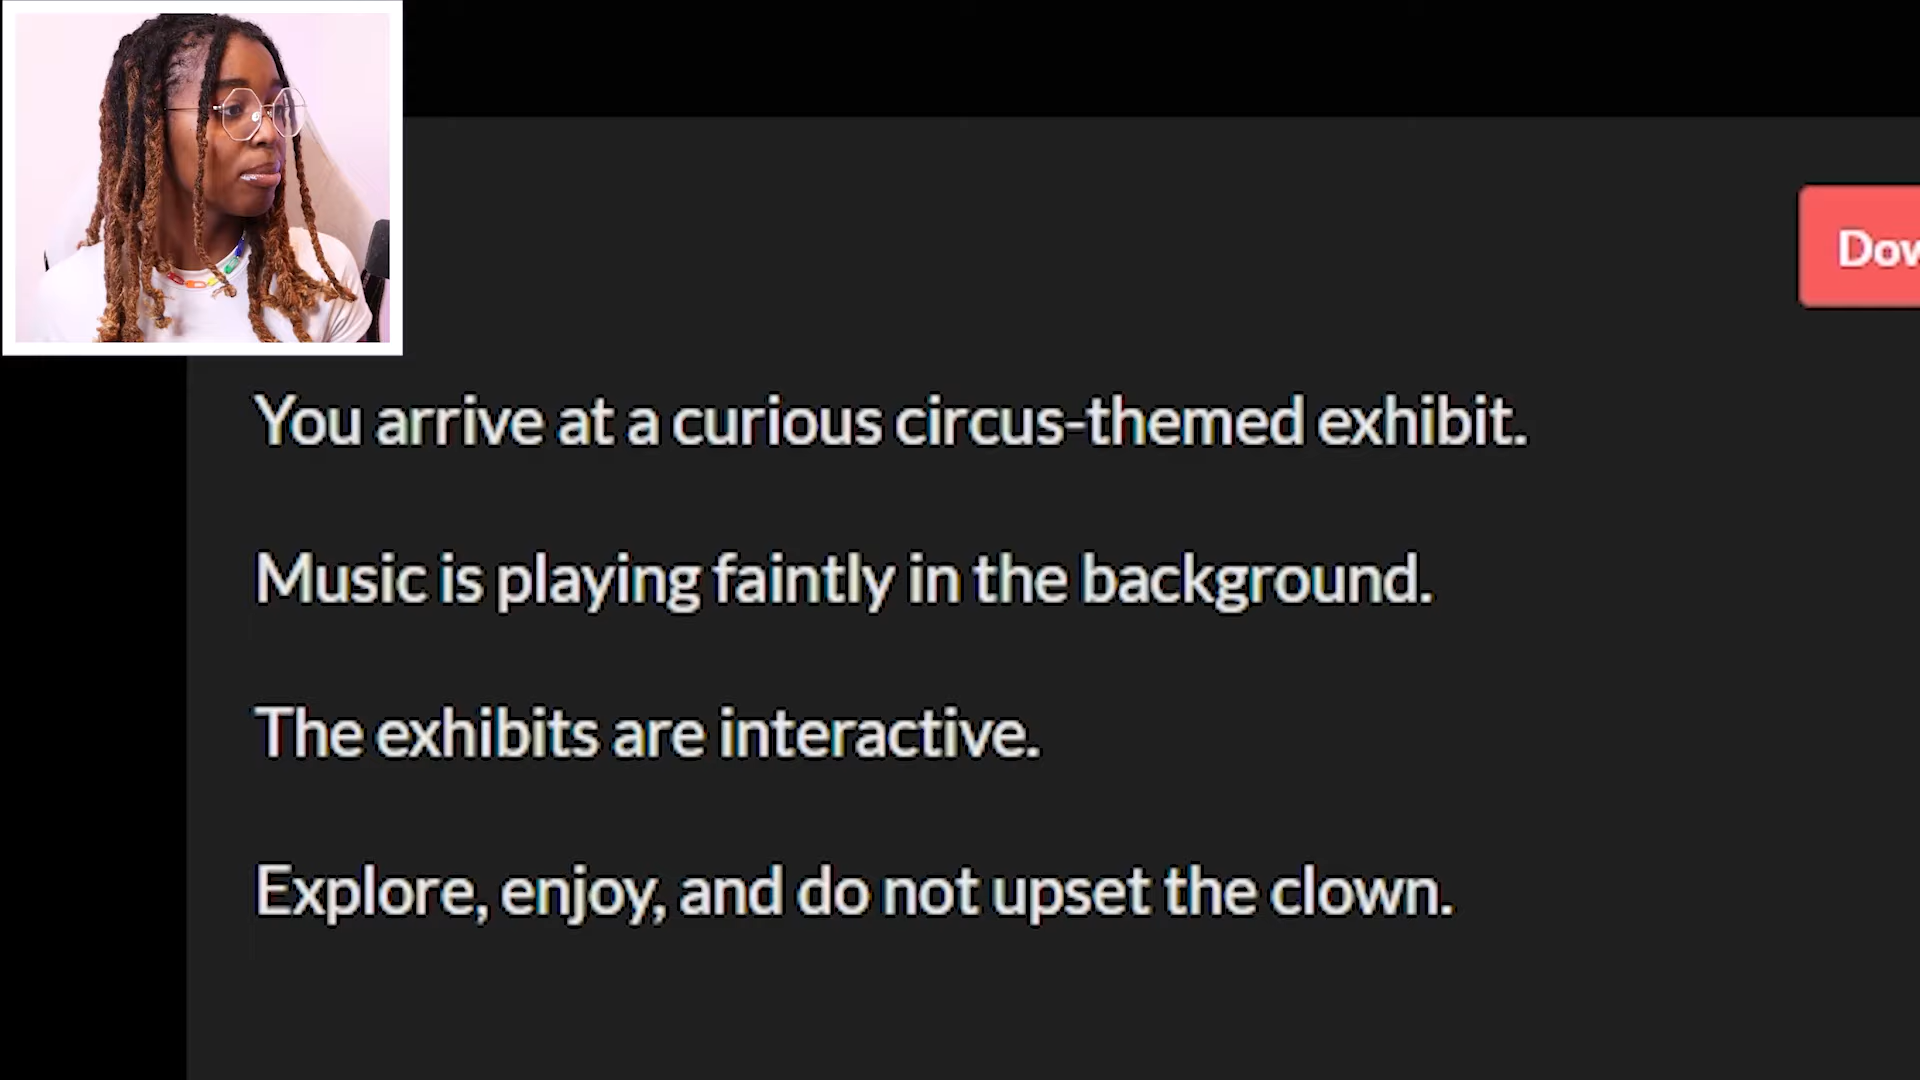 You arrive at a curious circus-themed exhibit.
Music is playing faintly in the background.
The exhibits are interactive.
Explore, enjoy, and do not upset the clown.